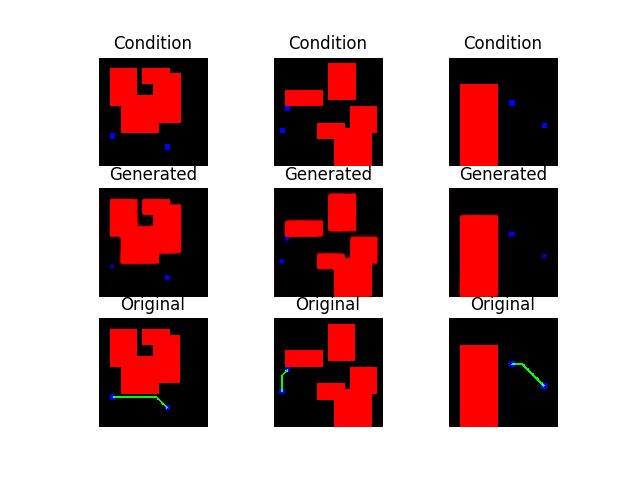 Condition Condition Condition
Generated Generated Generated
Original Original Original